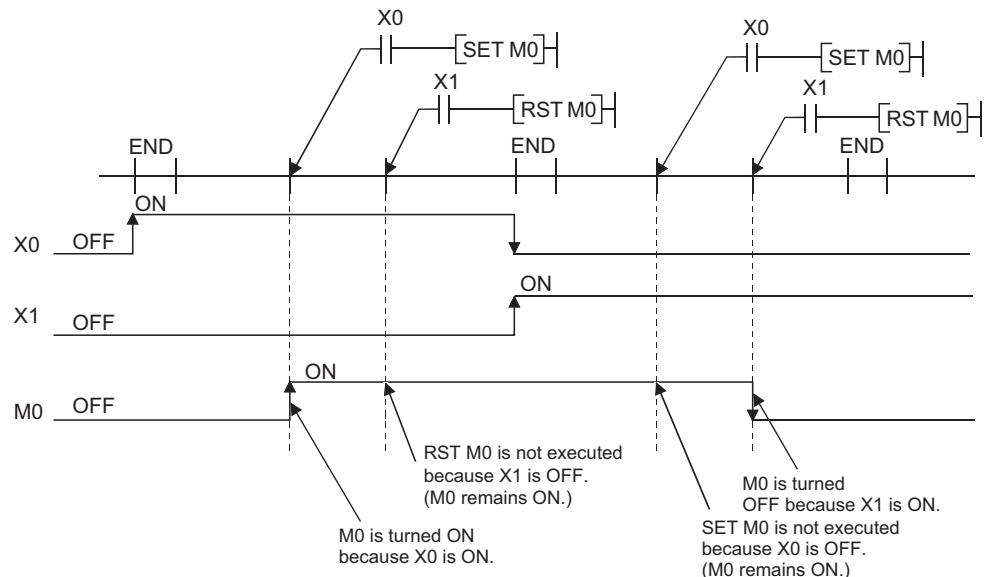 X0
SET M0
X0
SET M0
X1
RST M0
X1
RST M0
END
END
END
ON
X0 OFF
ON
X1 OFF
ON
M0 OFF
RST M0 is not executed
because X1 is OFF.
(M0 remains ON.)
M0 is turned ON
because X0 is ON.
M0 is turned
OFF because X1 is ON.
SET M0 is not executed
because X0 is OFF.
(M0 remains ON.)